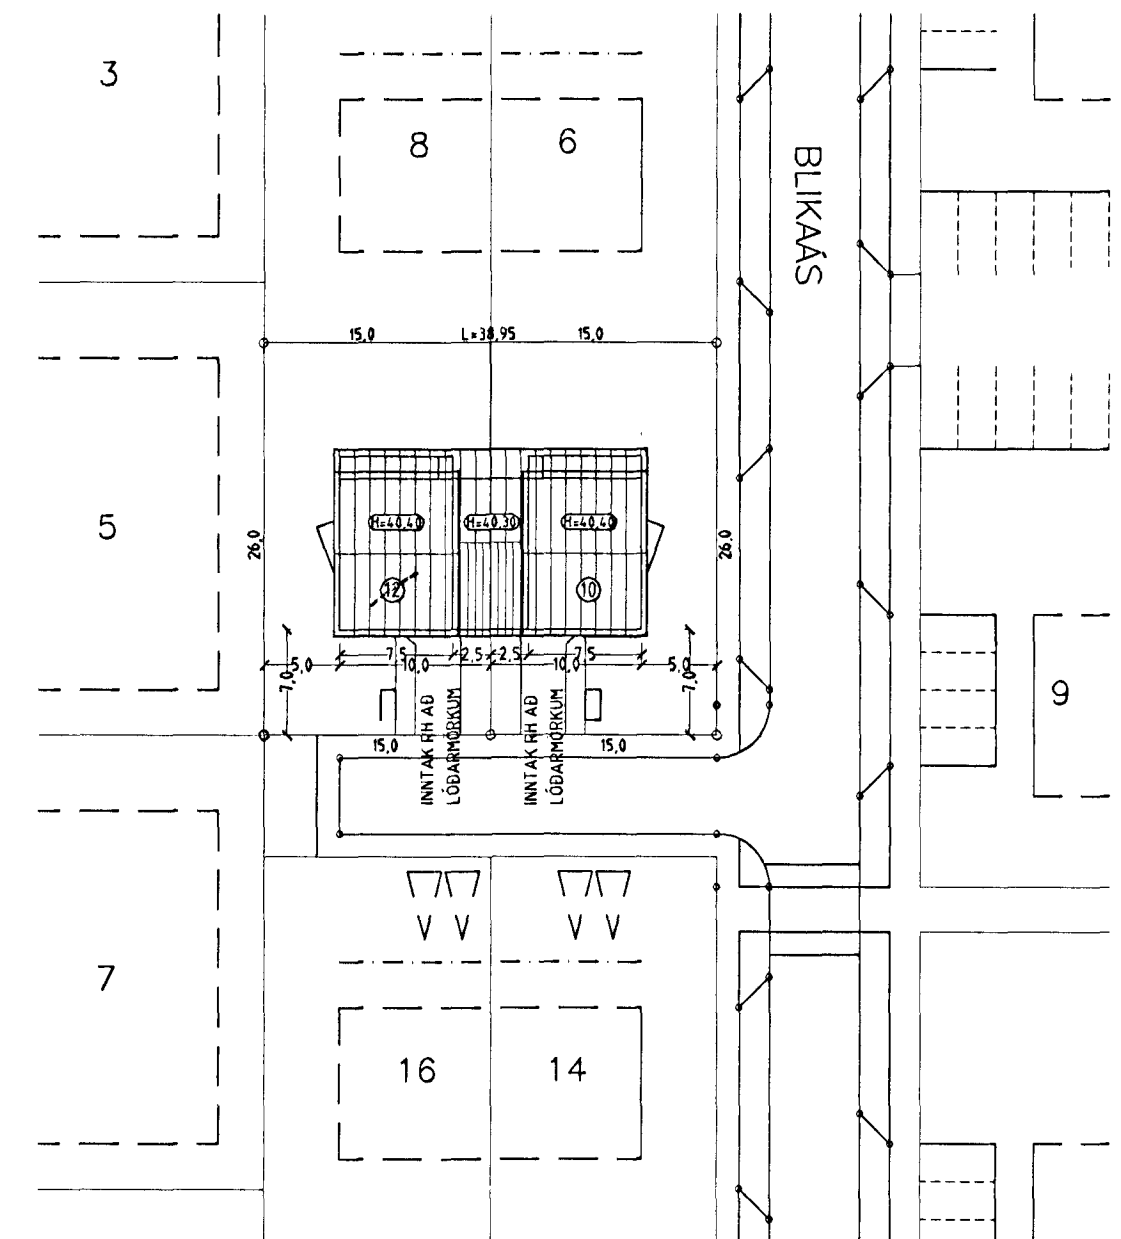 3
8
6
BLIKAÁS
15,0
L=38,95
15,0
5
H=40,40
H=40,30
H=40,40
26,0
26,0
12
10
7,5
2,5
2,5
7,5
5,0
10,0
10,0
5,0
7,0
7,0
9
INNTAK RH AÐ
LÓÐARMÖRKUM
INNTAK RH AÐ
LÓÐARMÖRKUM
15,0
15,0
V
V
V
V
7
16
14